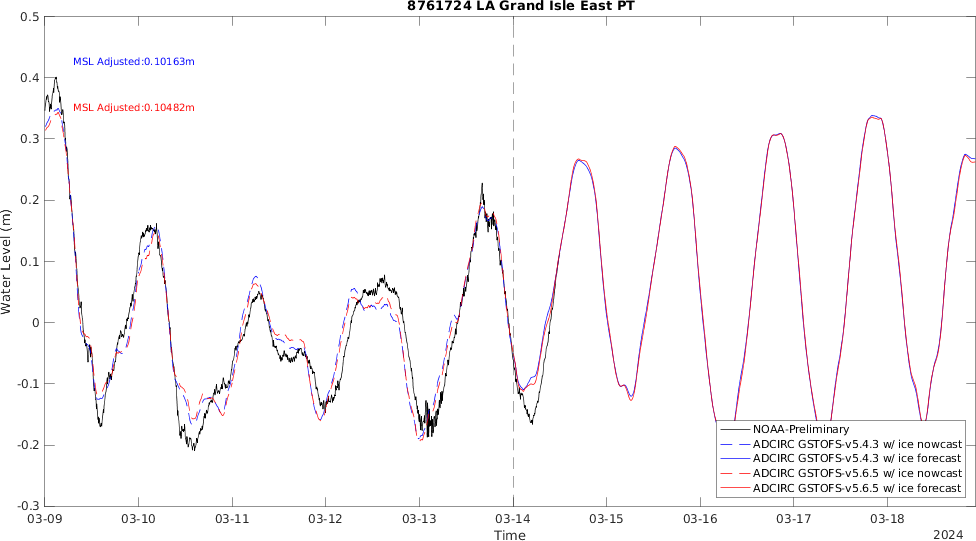 8761724 LA Grand Isle East PT
0.5
MSL Adjusted:0.10163m
0.4
MSL Adjusted:0.10482m
0.3
0.2
0.1
Water Level (m)
0
-0.1
-0.2
-0.3
NOAA-Preliminary
ADCIRC GSTOFS-v5.4.3 w/ ice nowcast
ADCIRC GSTOFS-v5.4.3 w/ ice forecast
ADCIRC GSTOFS-v5.6.5 w/ ice nowcast
ADCIRC GSTOFS-v5.6.5 w/ ice forecast
03-09 03-10 03-11 03-12 03-13 03-14 03-15 03-16 03-17 03-18
Time
2024